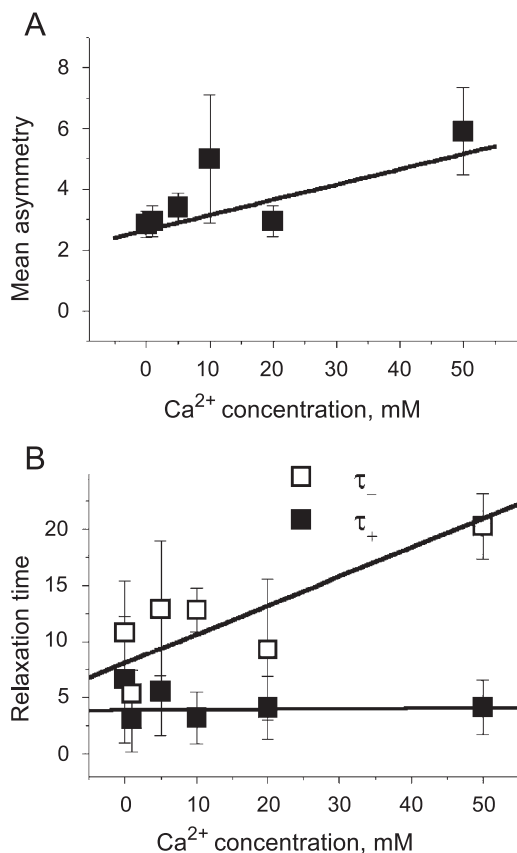 A
8
6
4
2
0
Mean asymmetry
0 10 20 30 40 50
Ca²⁺ concentration, mM
B
τ₋
τ₊
20
15
10
5
0
Relaxation time
0 10 20 30 40 50
Ca²⁺ concentration, mM